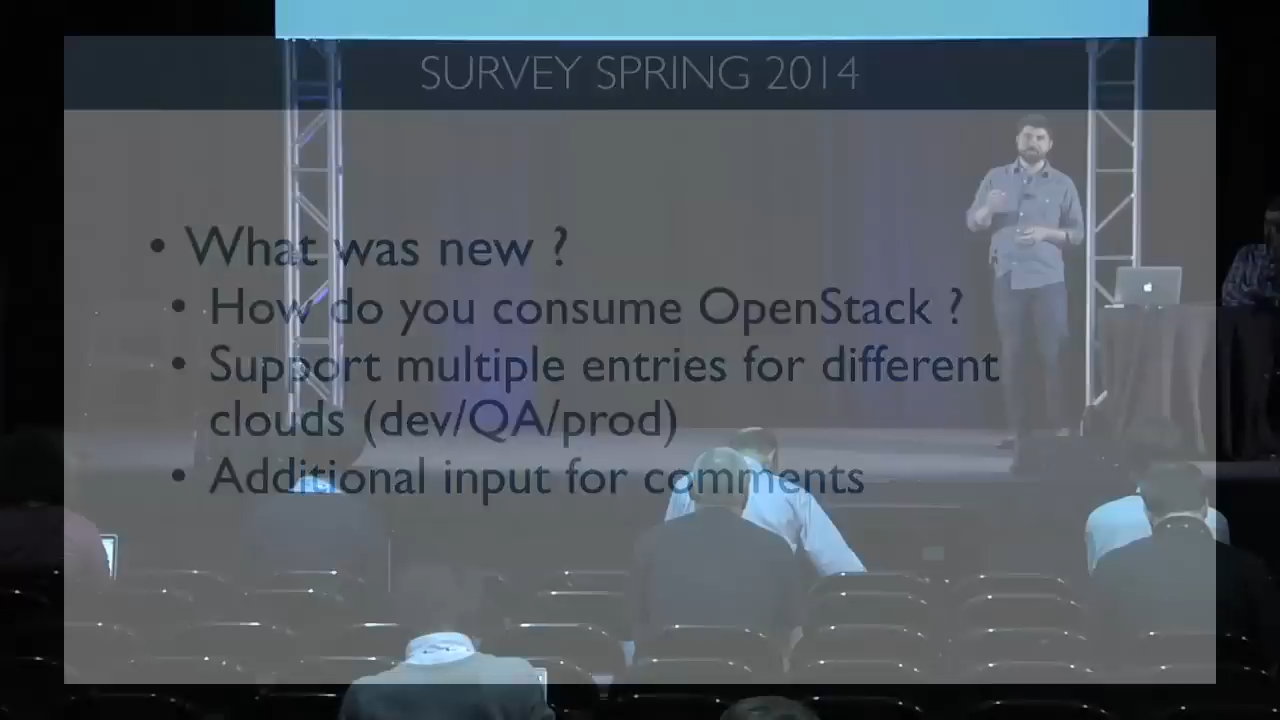 SURVEY SPRING 2014
• What was new ?
• How do you consume OpenStack ?
• Support multiple entries for different
clouds (dev/QA/prod)
• Additional input for comments